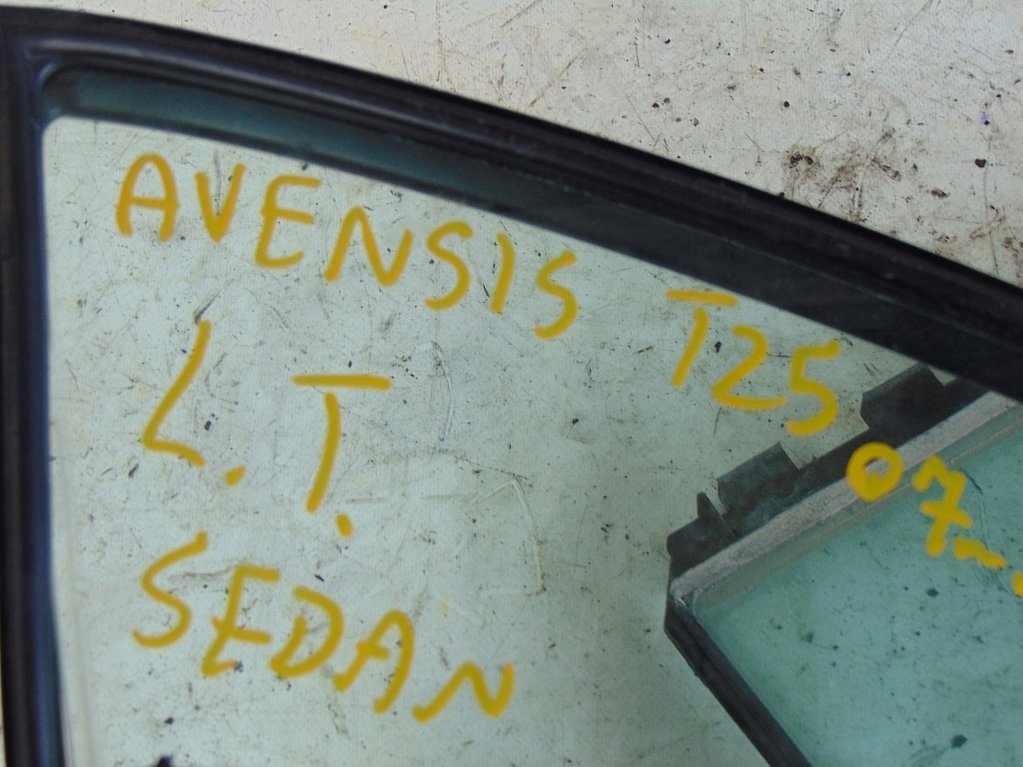 AVENSIS T25 07
L.T.
SEDAN